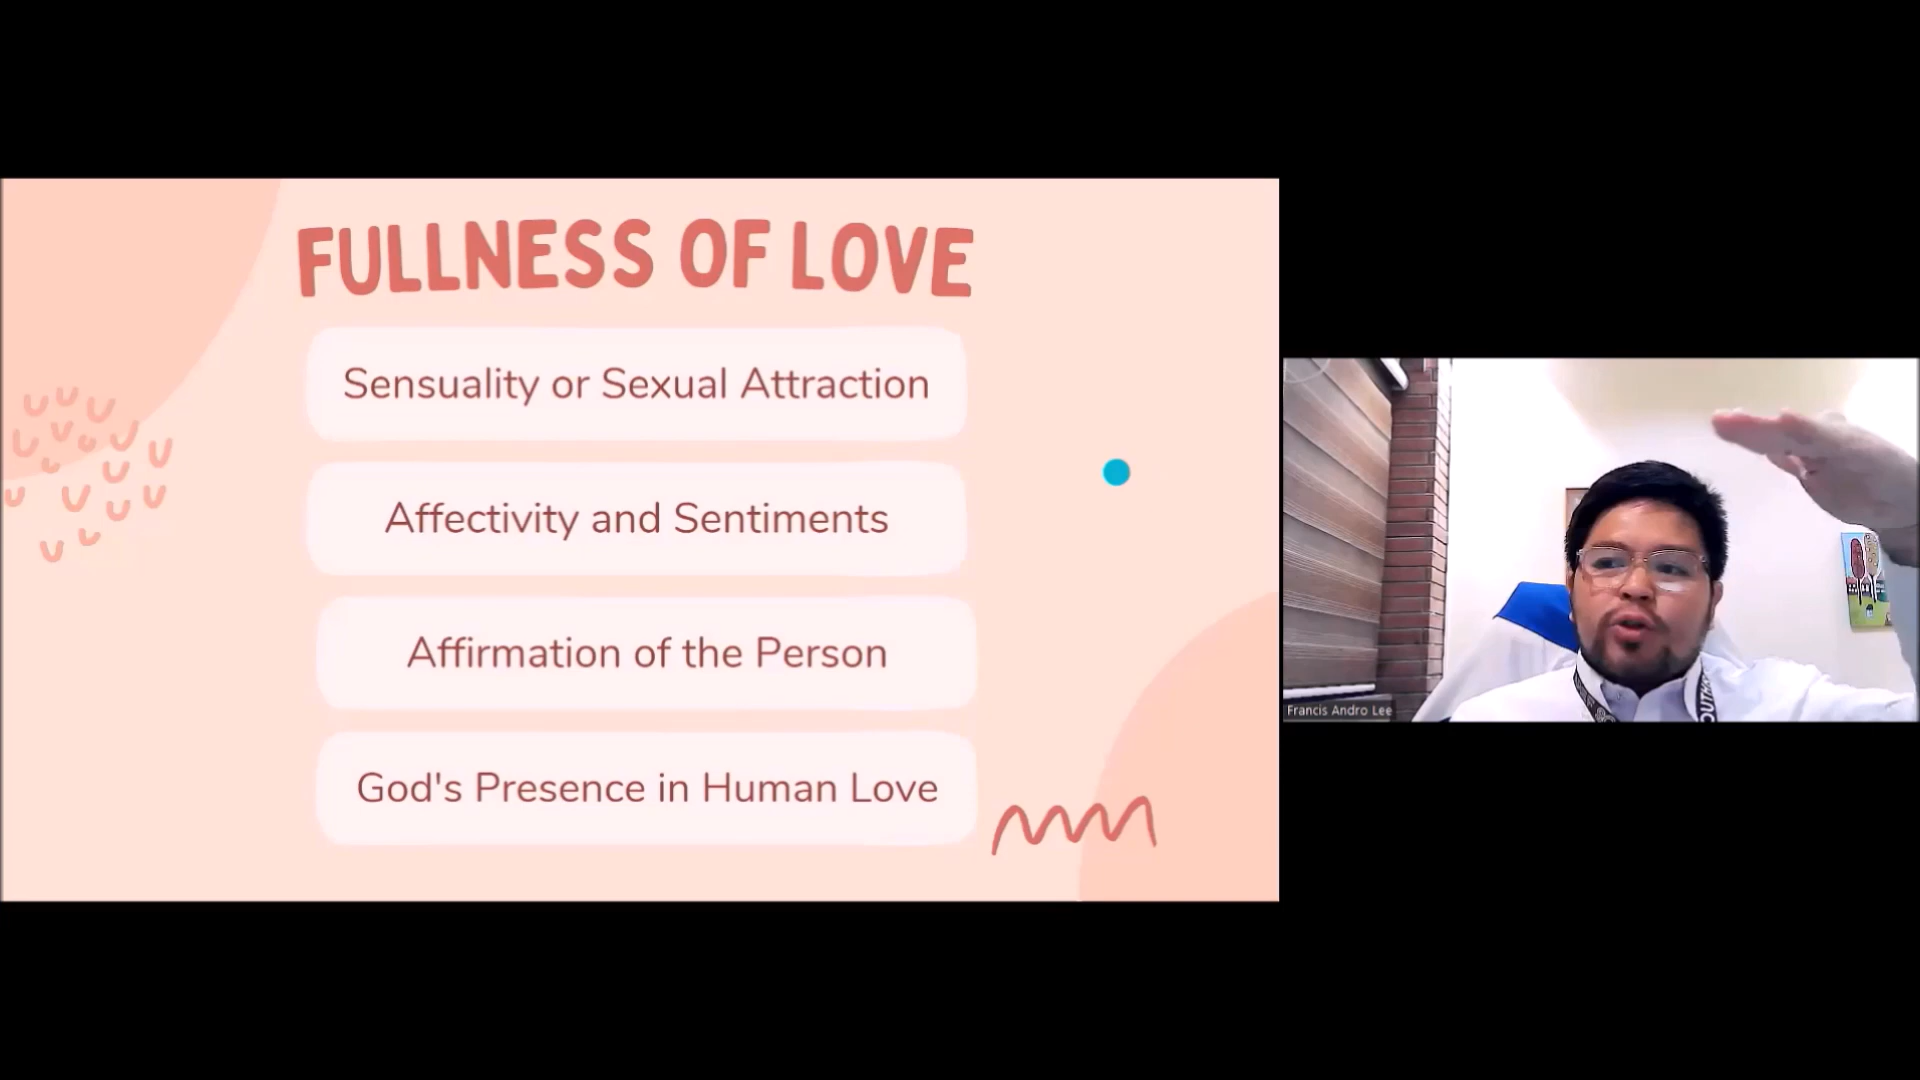 FULLNESS OF LOVE
Sensuality or Sexual Attraction
Affectivity and Sentiments
Affirmation of the Person
God's Presence in Human Love
Francis Andro Lee